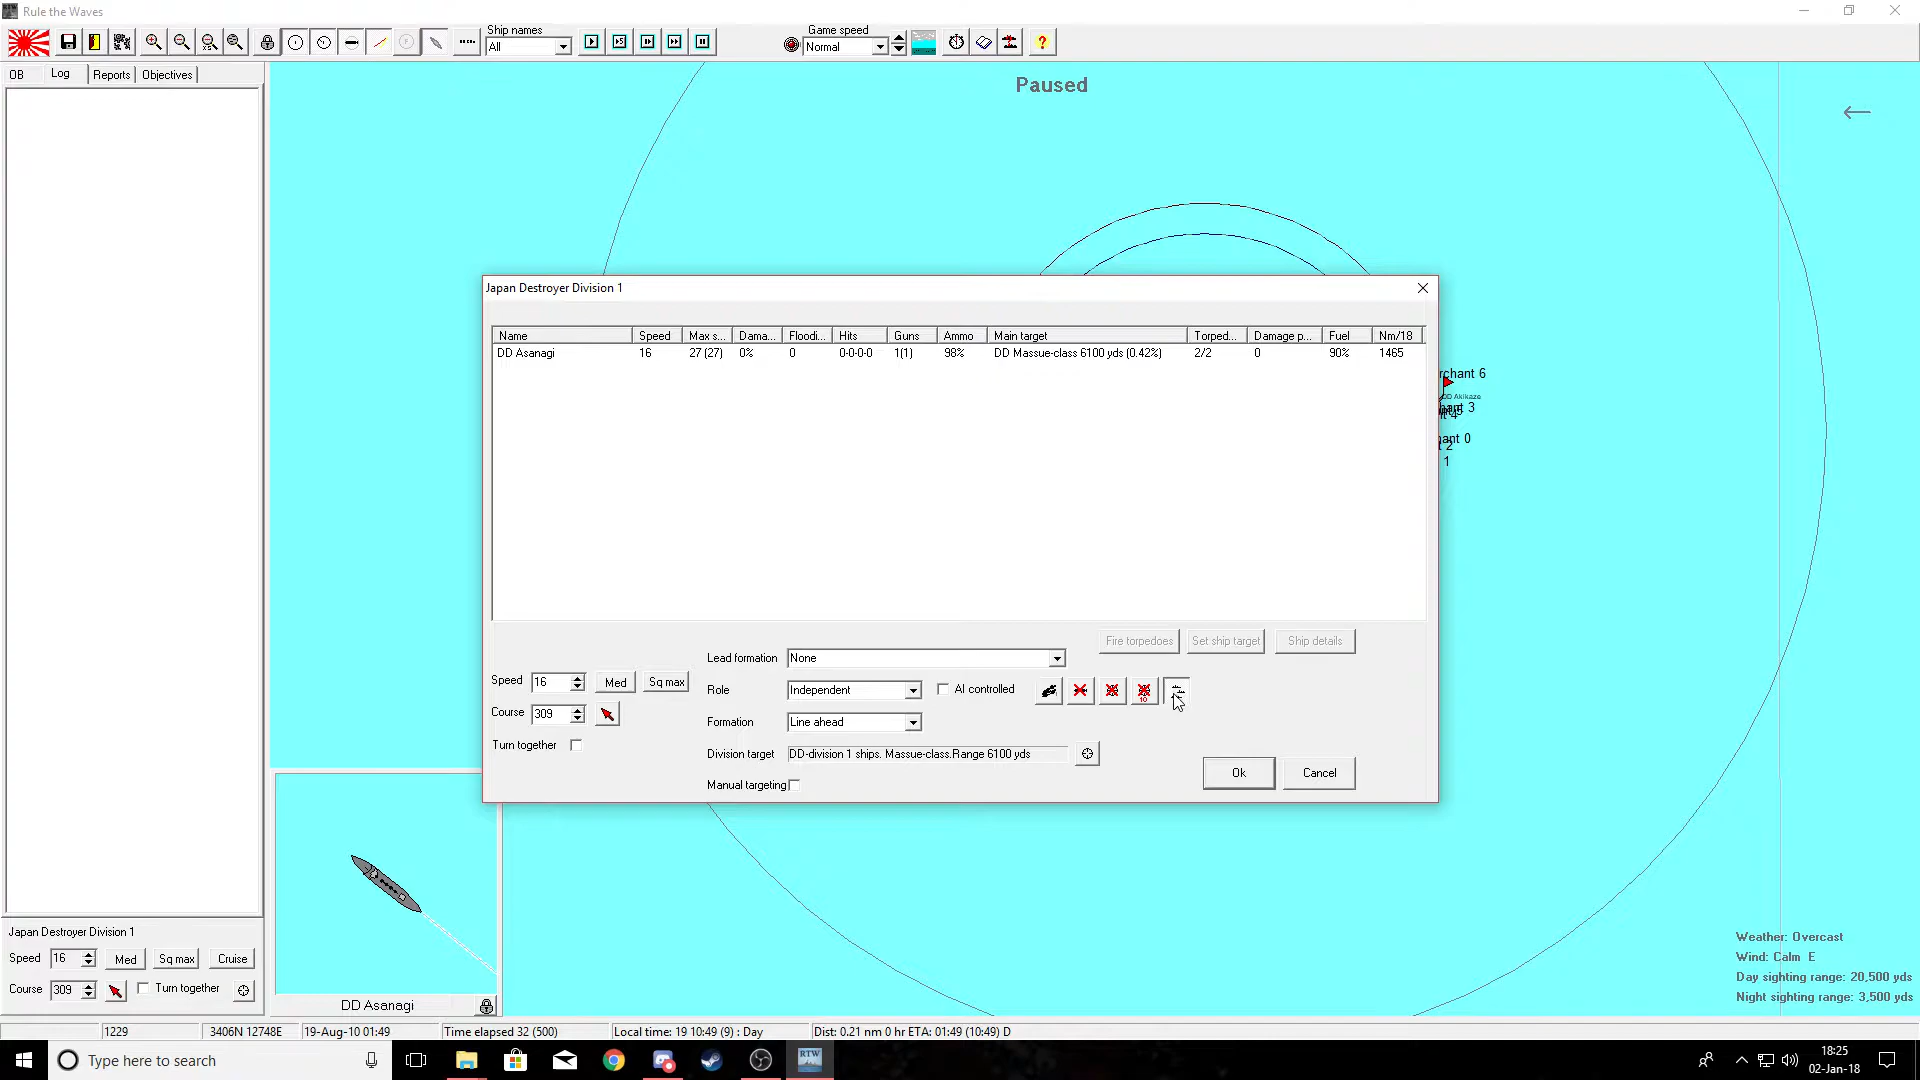 Rule the Waves
Ship names
All
Game speed
Normal
OB Log Reports Objectives
Paused
Japan Destroyer Division 1
Name Speed Max s... Dama... Floodi... Hits Guns Ammo Main target Torped... Damage p... Fuel Nm/18
DD Asanagi 16 27 (27) 0% 0 0-0-0-0 1(1) 98% DD Massue-class 6100 yds (0.42%) 2/2 0 90% 1465
rchant 6
DD Akikaze
3
ant 0
t 2
1
Fire torpedoes Set ship target Ship details
Lead formation None
Speed 16 Med Sq max
Role Independent AI controlled
10
Course 309
Formation Line ahead
Turn together
Division target DD-division 1 ships. Massue-class.Range 6100 yds
Manual targeting
Ok Cancel
Japan Destroyer Division 1
Speed 16 Med Sq max Cruise
Course 309 Turn together
DD Asanagi
Weather: Overcast
Wind: Calm E
Day sighting range: 20,500 yds
Night sighting range: 3,500 yds
1229 3406N 12748E 19-Aug-10 01:49 Time elapsed 32 (500) Local time: 19 10:49 (9) : Day Dist: 0.21 nm 0 hr ETA: 01:49 (10:49) D
Type here to search
RTW
18:25
02-Jan-18